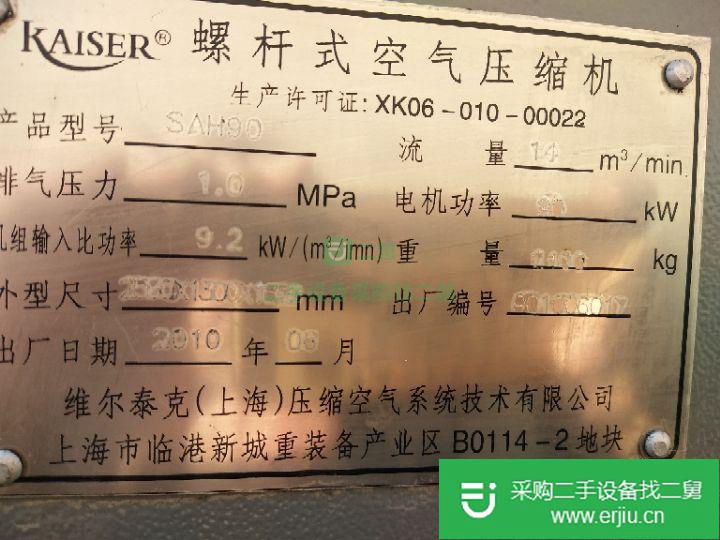 KAISER® 螺杆式空气压缩机
生产许可证: XK06-010-00022
产品型号 SAH90 流量 14 m³/min
排气压力 1.0 MPa 电机功率 kW
机组输入比功率 9.2 kW/(m³/imn) 重量 kg
外型尺寸 mm 出厂编号
出厂日期 2010 年 08 月
维尔泰克(上海)压缩空气系统技术有限公司
上海市临港新城重装备产业区 B0114-2 地块
采购二手设备找二舅
www.erjiu.cn